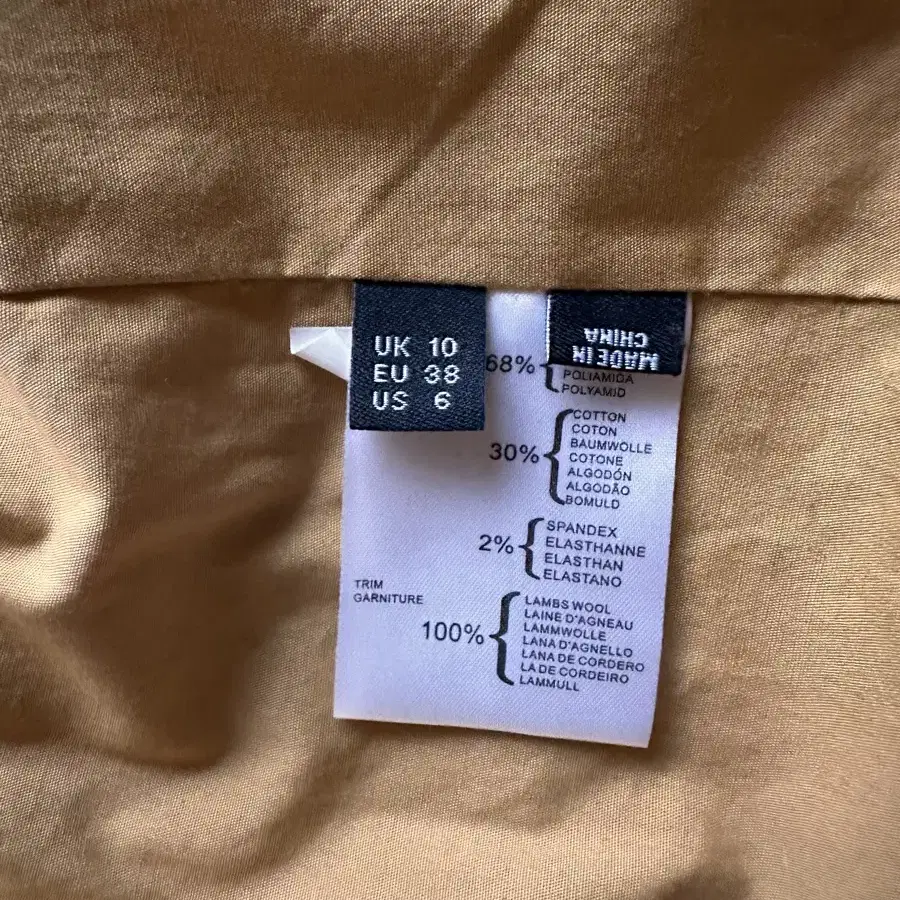 UK 10
EU 38
US 6
MADE IN
CHINA
68%
POLIAMIDA
POLYAMID
30%
COTTON
COTON
BAUMWOLLE
COTONE
ALGODÓN
ALGODÃO
BOMULD
2%
SPANDEX
ELASTHANNE
ELASTHAN
ELASTANO
TRIM
GARNITURE
100%
LAMBS WOOL
LAINE D'AGNEAU
LAMMWOLLE
LANA D'AGNELLO
LANA DE CORDERO
LA DE CORDEIRO
LAMMULL